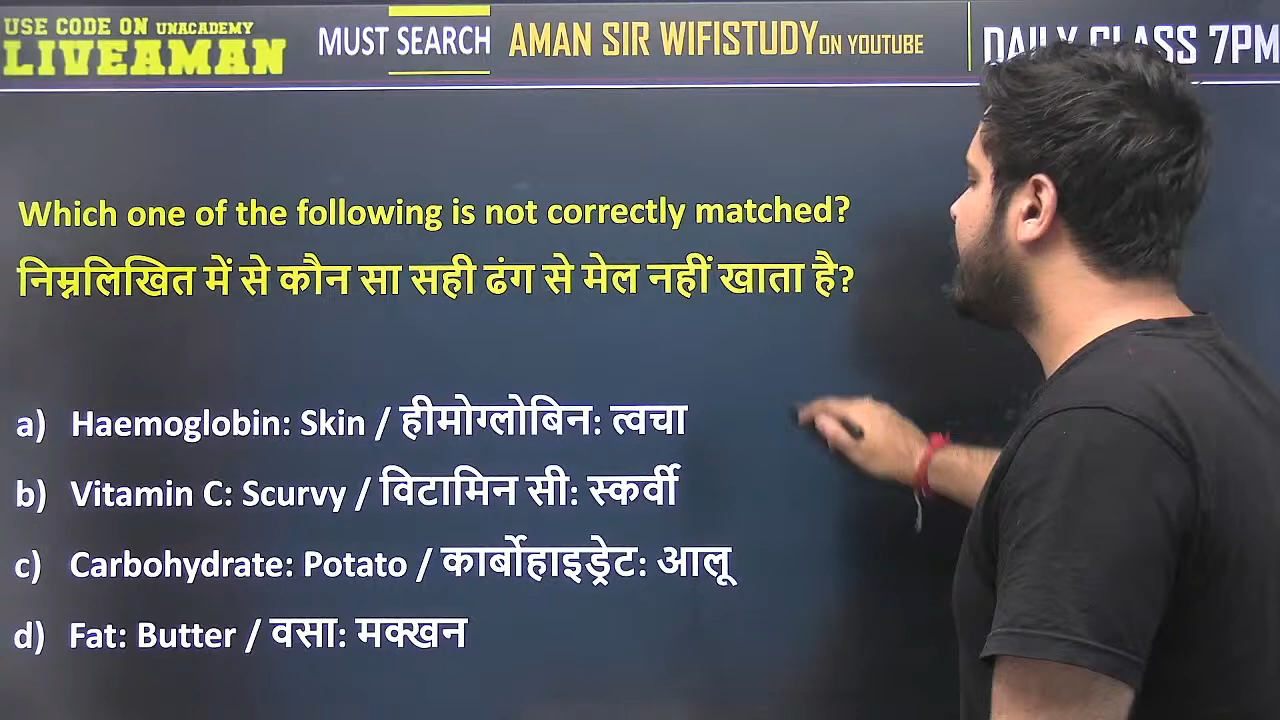 USE CODE ON UNACADEMY
LIVEAMAN
MUST SEARCH
AMAN SIR WIFISTUDY ON YOUTUBE
DAILY CLASS 7PM
Which one of the following is not correctly matched?
निम्नलिखित में से कौन सा सही ढंग से मेल नहीं खाता है?
a) Haemoglobin: Skin / हीमोग्लोबिन: त्वचा
b) Vitamin C: Scurvy / विटामिन सी: स्कर्वी
c) Carbohydrate: Potato / कार्बोहाइड्रेट: आलू
d) Fat: Butter / वसा: मक्खन